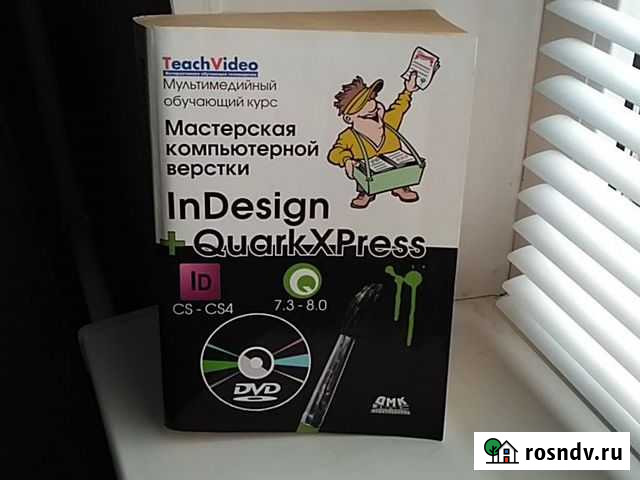 TeachVideo
Мультимедийный
обучающий курс
Мастерская
компьютерной
верстки
InDesign
+ QuarkXPress
ID
CS - CS4
7.3 - 8.0
DVD
ДМК
rosndv.ru